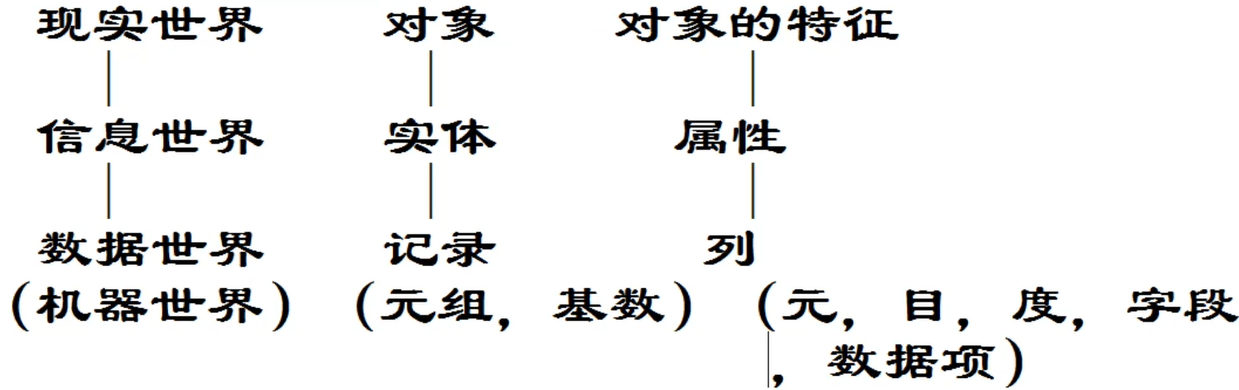 现实世界 对象 对象的特征
信息世界 实体 属性
数据世界 记录 列
(机器世界) (元组，基数) (元，目，度，字段
，数据项)